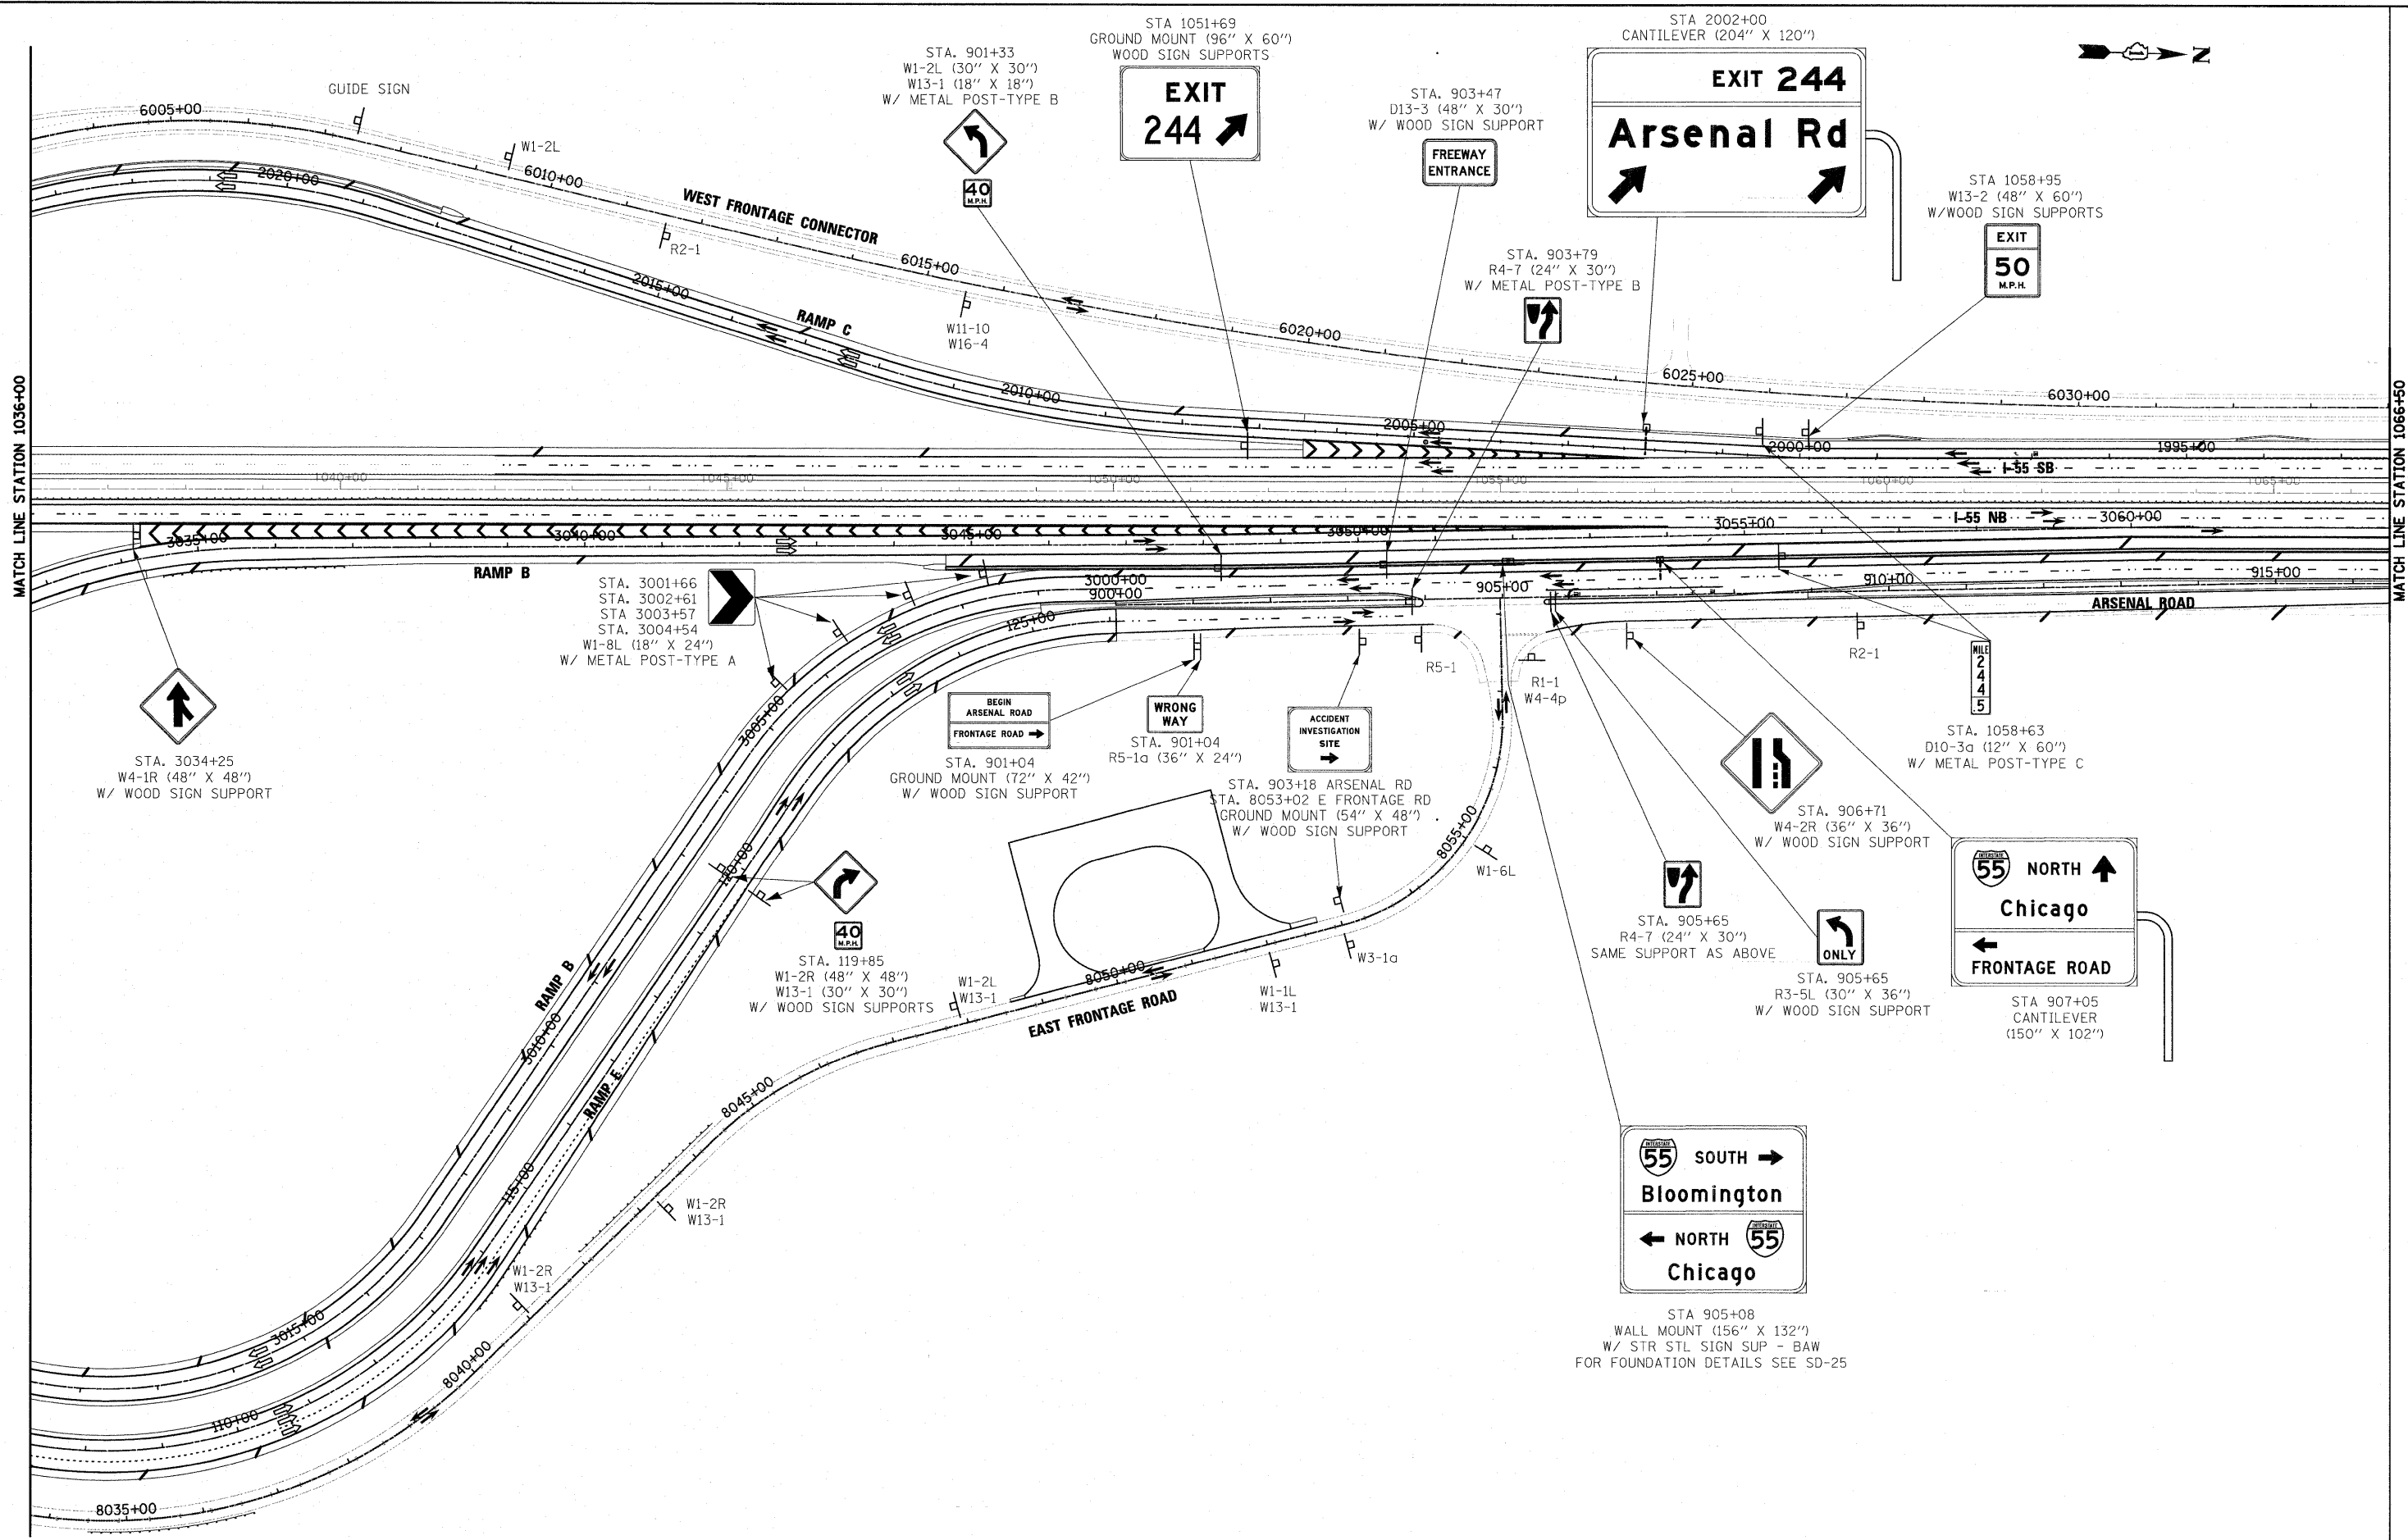 STA 1051+69
GROUND MOUNT (96" X 60")
WOOD SIGN SUPPORTS
EXIT
244
STA. 901+33
W1-2L (30" X 30")
W13-1 (18" X 18")
W/ METAL POST-TYPE B
40
M.P.H.
STA. 903+47
D13-3 (48" X 30")
W/ WOOD SIGN SUPPORT
FREEWAY
ENTRANCE
STA 2002+00
CANTILEVER (204" X 120")
EXIT 244
Arsenal Rd
N
STA 1058+95
W13-2 (48" X 60")
W/WOOD SIGN SUPPORTS
EXIT
50
M.P.H.
STA. 903+79
R4-7 (24" X 30")
W/ METAL POST-TYPE B
GUIDE SIGN
6005+00
W1-2L
6010+00
WEST FRONTAGE CONNECTOR
R2-1
6015+00
W11-10
W16-4
6020+00
6025+00
6030+00
2020+00
2015+00
RAMP C
2010+00
2005+00
2000+00
1995+00
MATCH LINE STATION 1036+00
MATCH LINE STATION 1066+50
1040+00
1045+00
1050+00
1055+00
1060+00
1065+00
I-55 SB
I-55 NB
3035+00
3040+00
3045+00
3050+00
3055+00
3060+00
RAMP B
3000+00
900+00
905+00
910+00
915+00
ARSENAL ROAD
125+00
STA. 3001+66
STA. 3002+61
STA 3003+57
STA. 3004+54
W1-8L (18" X 24")
W/ METAL POST-TYPE A
R5-1
R1-1
W4-4p
R2-1
STA. 3034+25
W4-1R (48" X 48")
W/ WOOD SIGN SUPPORT
3005+00
BEGIN
ARSENAL ROAD
FRONTAGE ROAD
STA. 901+04
GROUND MOUNT (72" X 42")
W/ WOOD SIGN SUPPORT
WRONG
WAY
STA. 901+04
R5-1a (36" X 24")
ACCIDENT
INVESTIGATION
SITE
STA. 903+18 ARSENAL RD
STA. 8053+02 E FRONTAGE RD
GROUND MOUNT (54" X 48")
W/ WOOD SIGN SUPPORT
MILE
2
4
4
.5
STA. 1058+63
D10-3a (12" X 60")
W/ METAL POST-TYPE C
STA. 906+71
W4-2R (36" X 36")
W/ WOOD SIGN SUPPORT
INTERSTATE
55 NORTH
Chicago
FRONTAGE ROAD
STA 907+05
CANTILEVER
(150" X 102")
STA. 905+65
R4-7 (24" X 30")
SAME SUPPORT AS ABOVE
ONLY
STA. 905+65
R3-5L (30" X 36")
W/ WOOD SIGN SUPPORT
8055+00
W1-6L
120+00
40
M.P.H.
STA. 119+85
W1-2R (48" X 48")
W13-1 (30" X 30")
W/ WOOD SIGN SUPPORTS
W3-1a
W1-1L
W13-1
W1-2L
W13-1
8050+00
EAST FRONTAGE ROAD
RAMP B
3010+00
RAMP E
8045+00
115+00
W1-2R
W13-1
W1-2R
W13-1
3015+00
8040+00
110+00
8035+00
INTERSTATE
55 SOUTH
Bloomington
INTERSTATE
NORTH 55
Chicago
STA 905+08
WALL MOUNT (156" X 132")
W/ STR STL SIGN SUP - BAW
FOR FOUNDATION DETAILS SEE SD-25